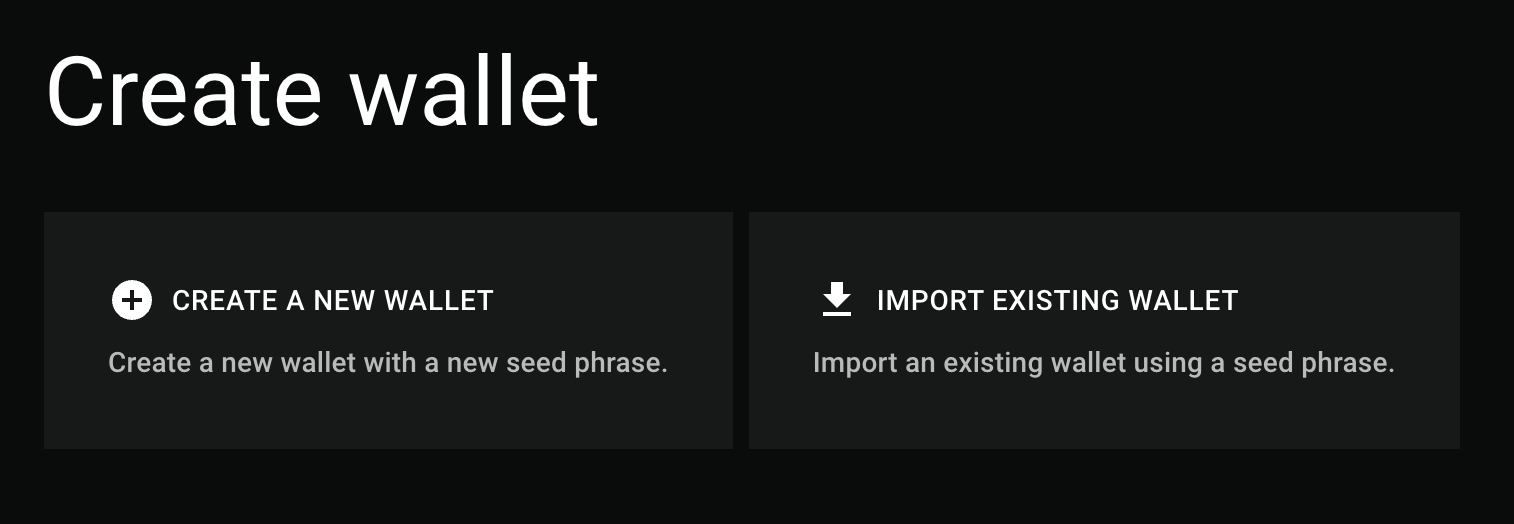 Create wallet
CREATE A NEW WALLET
Create a new wallet with a new seed phrase.
IMPORT EXISTING WALLET
Import an existing wallet using a seed phrase.